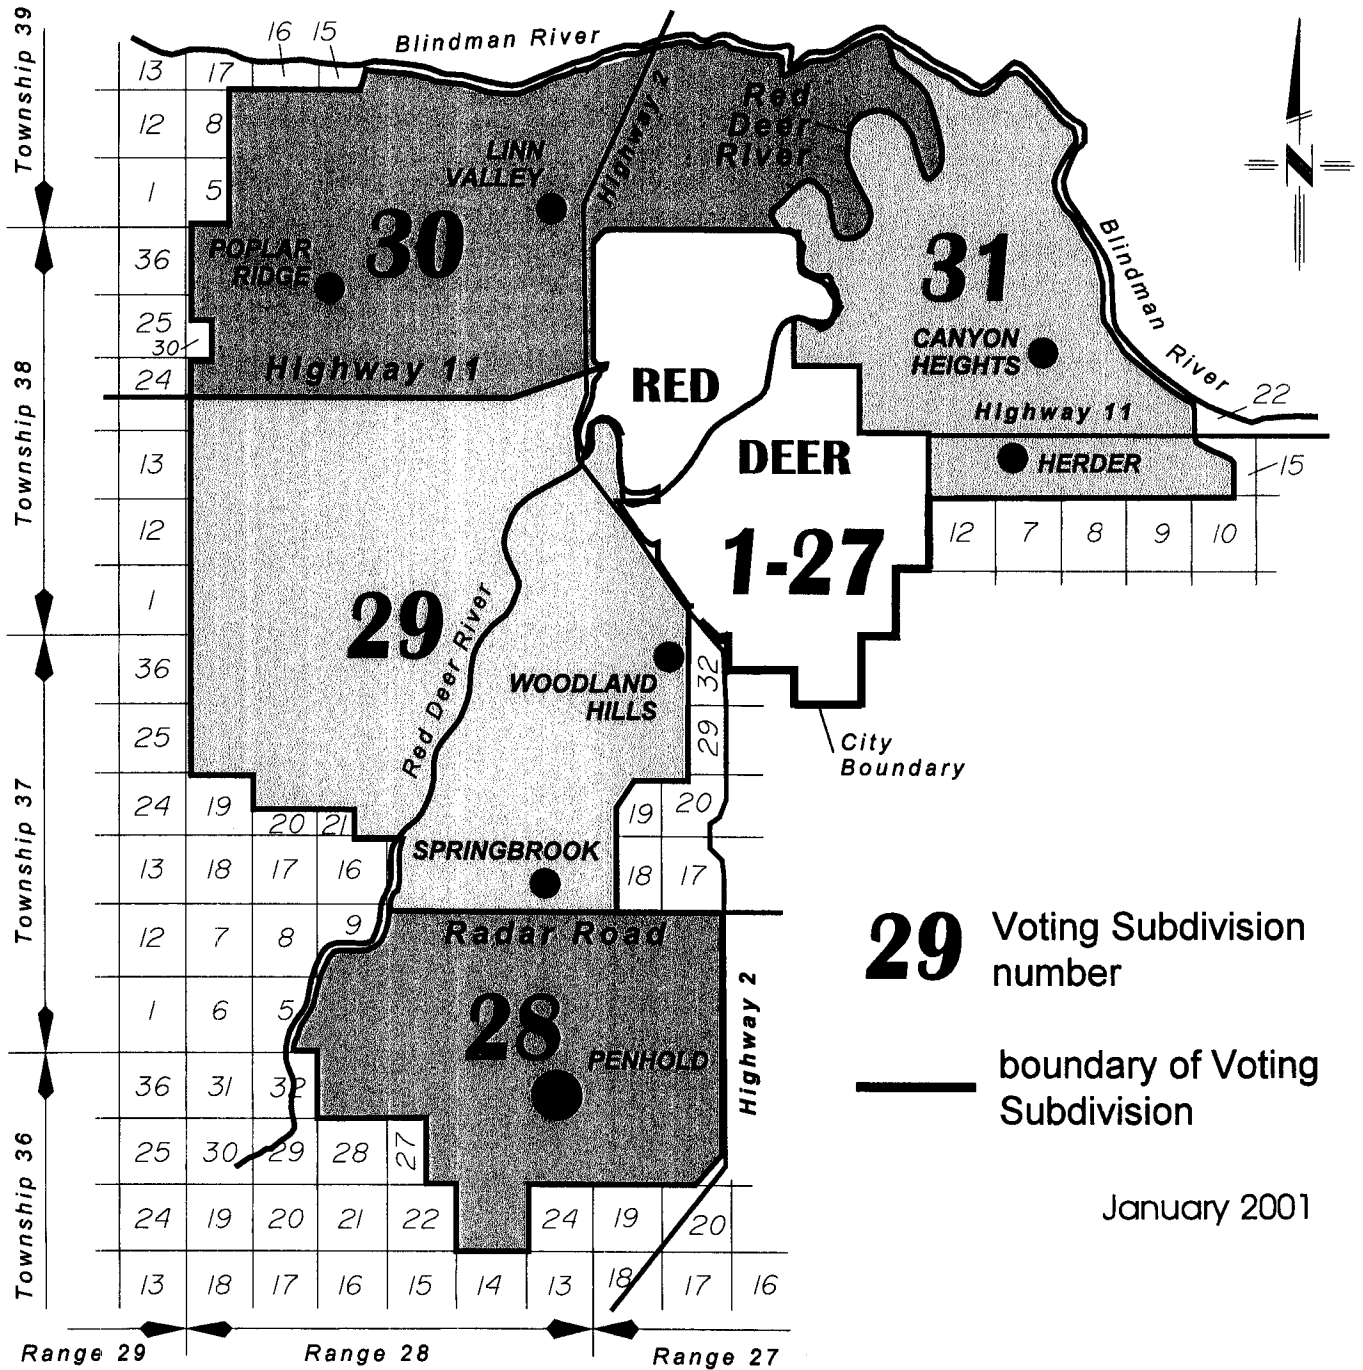 Township 39
16 15
Blindman River
13 17
12 8
1 5
Highway 2
Red
Deer
River
LINN
VALLEY
N
Township 38
36
POPLAR
RIDGE
30
31
Blindman River
25
30
24
Highway 11
RED
CANYON
HEIGHTS
Highway 11
22
13
DEER
HERDER
15
12
1-27
12 7 8 9 10
1
29
Red Deer River
Township 37
36
WOODLAND
HILLS
32
25
29
City
Boundary
24 19 20 21
19 20
13 18 17 16
SPRINGBROOK
18 17
12 7 8 9
Radar Road
29 Voting Subdivision
number
1 6 5
28
Highway 2
Township 36
36 31 32
PENHOLD
boundary of Voting
Subdivision
25 30 29 28 27
24 19 20 21 22 24 19 20
January 2001
13 18 17 16 15 14 13 18 17 16
Range 29 Range 28 Range 27